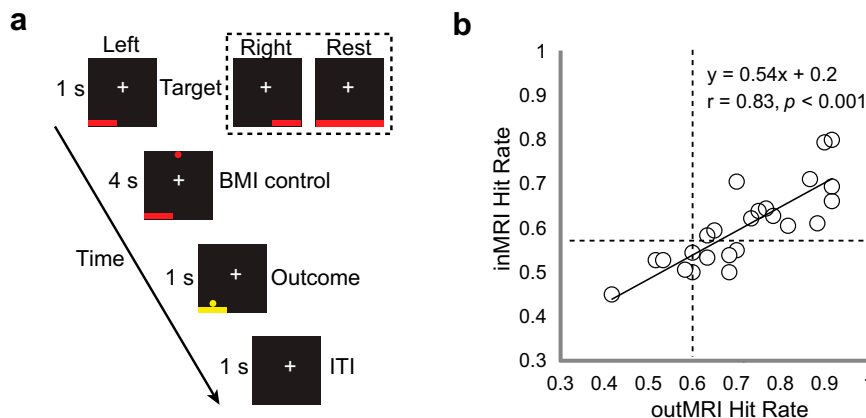 a
Left
Right
Rest
1 s
Target
4 s
BMI control
Time
1 s
Outcome
1 s
ITI
b
y = 0.54x + 0.2
r = 0.83, p < 0.001
inMRI Hit Rate
1
0.9
0.8
0.7
0.6
0.5
0.4
0.3
0.3 0.4 0.5 0.6 0.7 0.8 0.9
outMRI Hit Rate